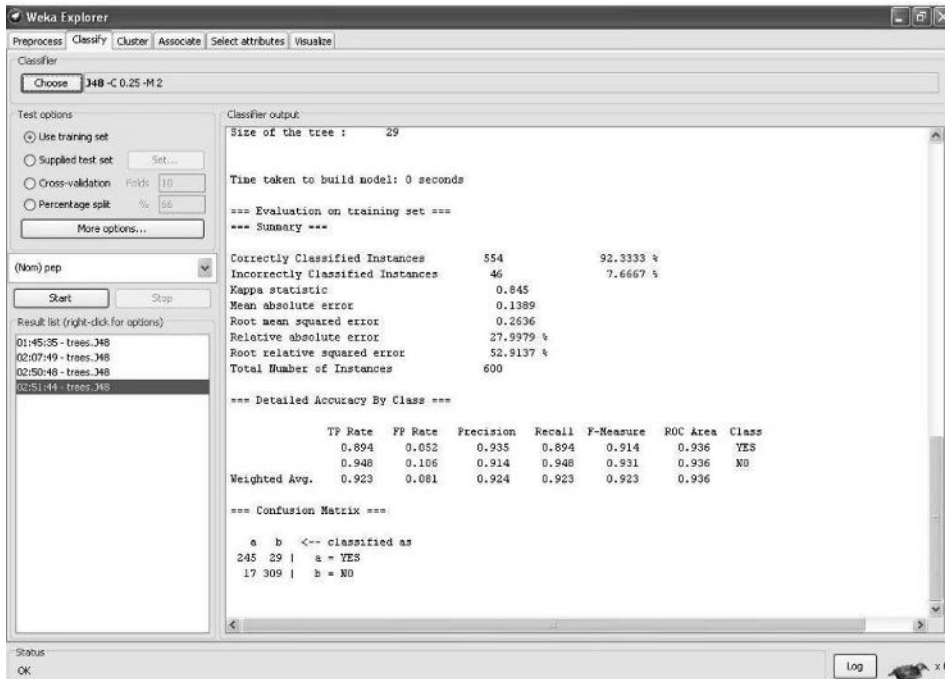 Weka Explorer
Preprocess Classify Cluster Associate Select attributes Visualize
Classifier
Choose J48 -C 0.25 -M 2
Test options
Use training set
Supplied test set Set...
Cross-validation Folds 10
Percentage split % 66
More options...
(Nom) pep
Start Stop
Result list (right-click for options)
01:45:35 - trees.J48
02:07:49 - trees.J48
02:50:48 - trees.J48
02:51:44 - trees.J48
Classifier output
Size of the tree : 29
Time taken to build model: 0 seconds
=== Evaluation on training set ===
=== Summary ===
Correctly Classified Instances 554 92.3333 %
Incorrectly Classified Instances 46 7.6667 %
Kappa statistic 0.845
Mean absolute error 0.1389
Root mean squared error 0.2636
Relative absolute error 27.9979 %
Root relative squared error 52.9137 %
Total Number of Instances 600
=== Detailed Accuracy By Class ===
TP Rate FP Rate Precision Recall F-Measure ROC Area Class
0.894 0.052 0.935 0.894 0.914 0.936 YES
0.948 0.106 0.914 0.948 0.931 0.936 NO
Weighted Avg. 0.923 0.081 0.924 0.923 0.923 0.936
=== Confusion Matrix ===
a b <-- classified as
245 29 | a = YES
17 309 | b = NO
Status
OK
Log